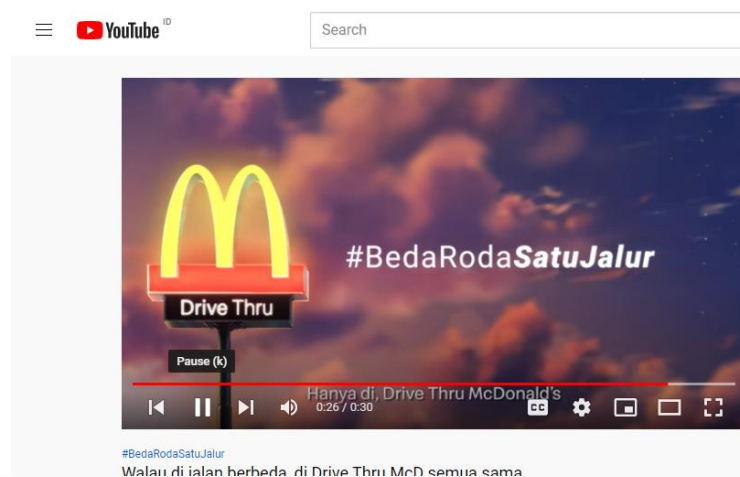 YouTube ID
Search
#BedaRodaSatuJalur
Drive Thru
Pause (k)
Hanya di, Drive Thru McDonald's
0:26 / 0:30
CC
#BedaRodaSatuJalur
Walau di jalan berbeda, di Drive Thru McD semua sama